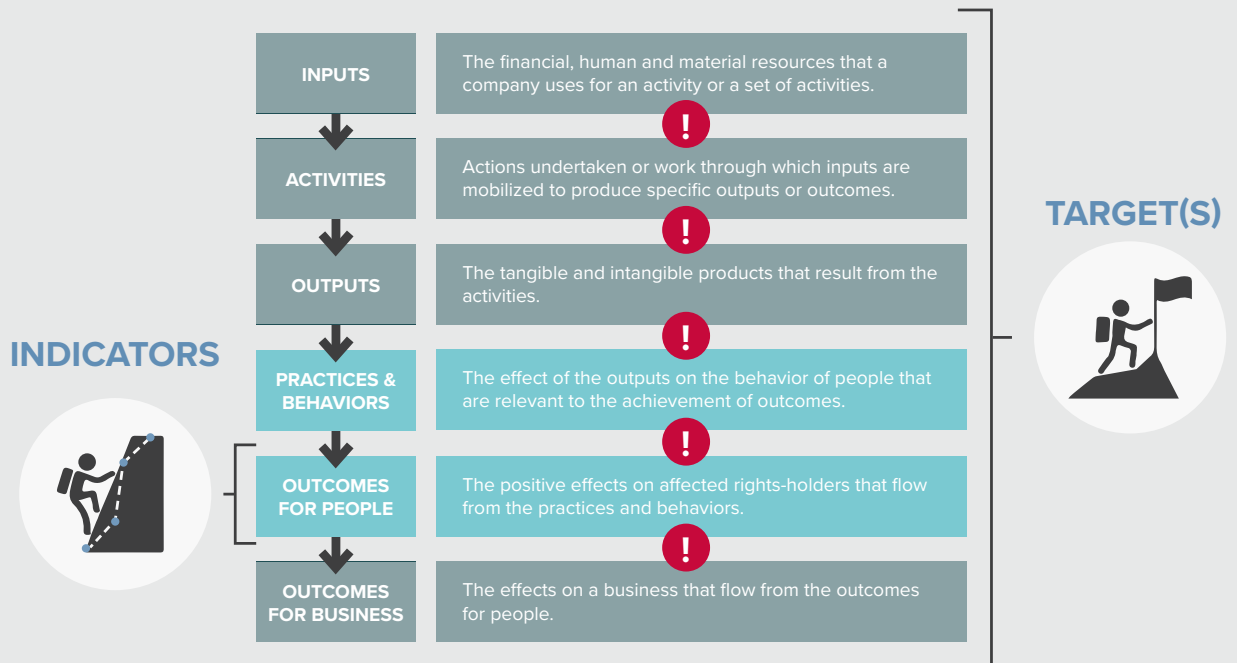 INPUTS
The financial, human and material resources that a
company uses for an activity or a set of activities.
!
ACTIVITIES
Actions undertaken or work through which inputs are
mobilized to produce specific outputs or outcomes.
!
OUTPUTS
The tangible and intangible products that result from the
activities.
!
PRACTICES &
BEHAVIORS
The effect of the outputs on the behavior of people that
are relevant to the achievement of outcomes.
!
OUTCOMES
FOR PEOPLE
The positive effects on affected rights-holders that flow
from the practices and behaviors.
!
OUTCOMES
FOR BUSINESS
The effects on a business that flow from the outcomes
for people.
INDICATORS
TARGET(S)